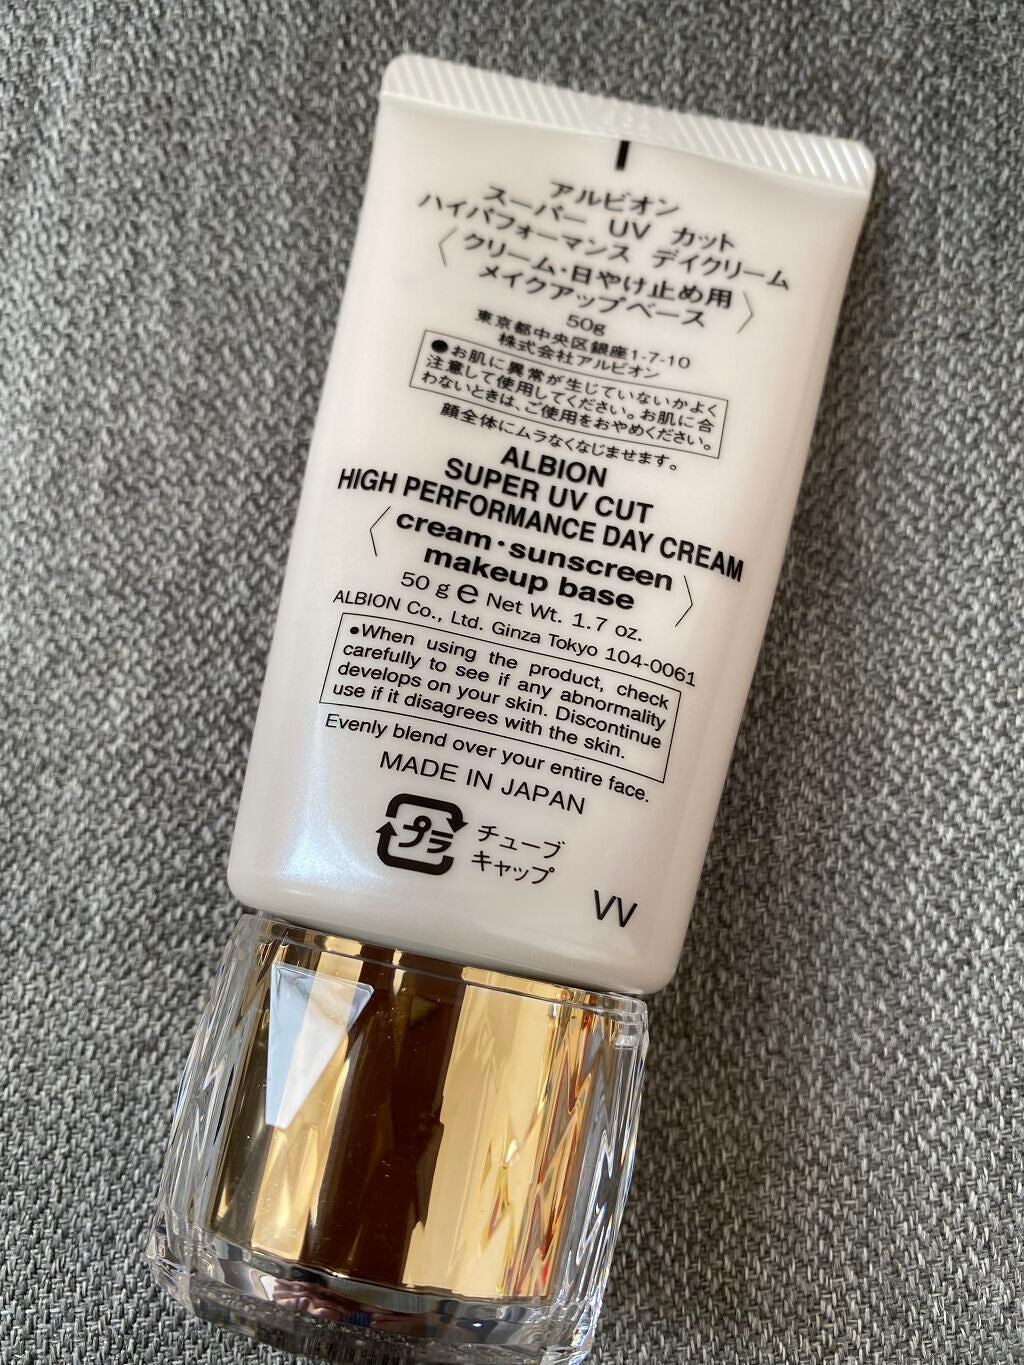 アルビオン
スーパー UV カット
ハイパフォーマンス デイクリーム
〈クリーム・日やけ止め用
メイクアップベース〉
50g
東京都中央区銀座1-7-10
株式会社アルビオン
●お肌に異常が生じていないかよく
注意して使用してください。お肌に合
わないときは、ご使用をおやめください。
顔全体にムラなくなじませます。
ALBION
SUPER UV CUT
HIGH PERFORMANCE DAY CREAM
〈cream・sunscreen
makeup base〉
50 g ℮ Net Wt. 1.7 oz.
ALBION Co., Ltd. Ginza Tokyo 104-0061
●When using the product, check
carefully to see if any abnormality
develops on your skin. Discontinue
use if it disagrees with the skin.
Evenly blend over your entire face.
MADE IN JAPAN
プラ チューブ
キャップ
VV